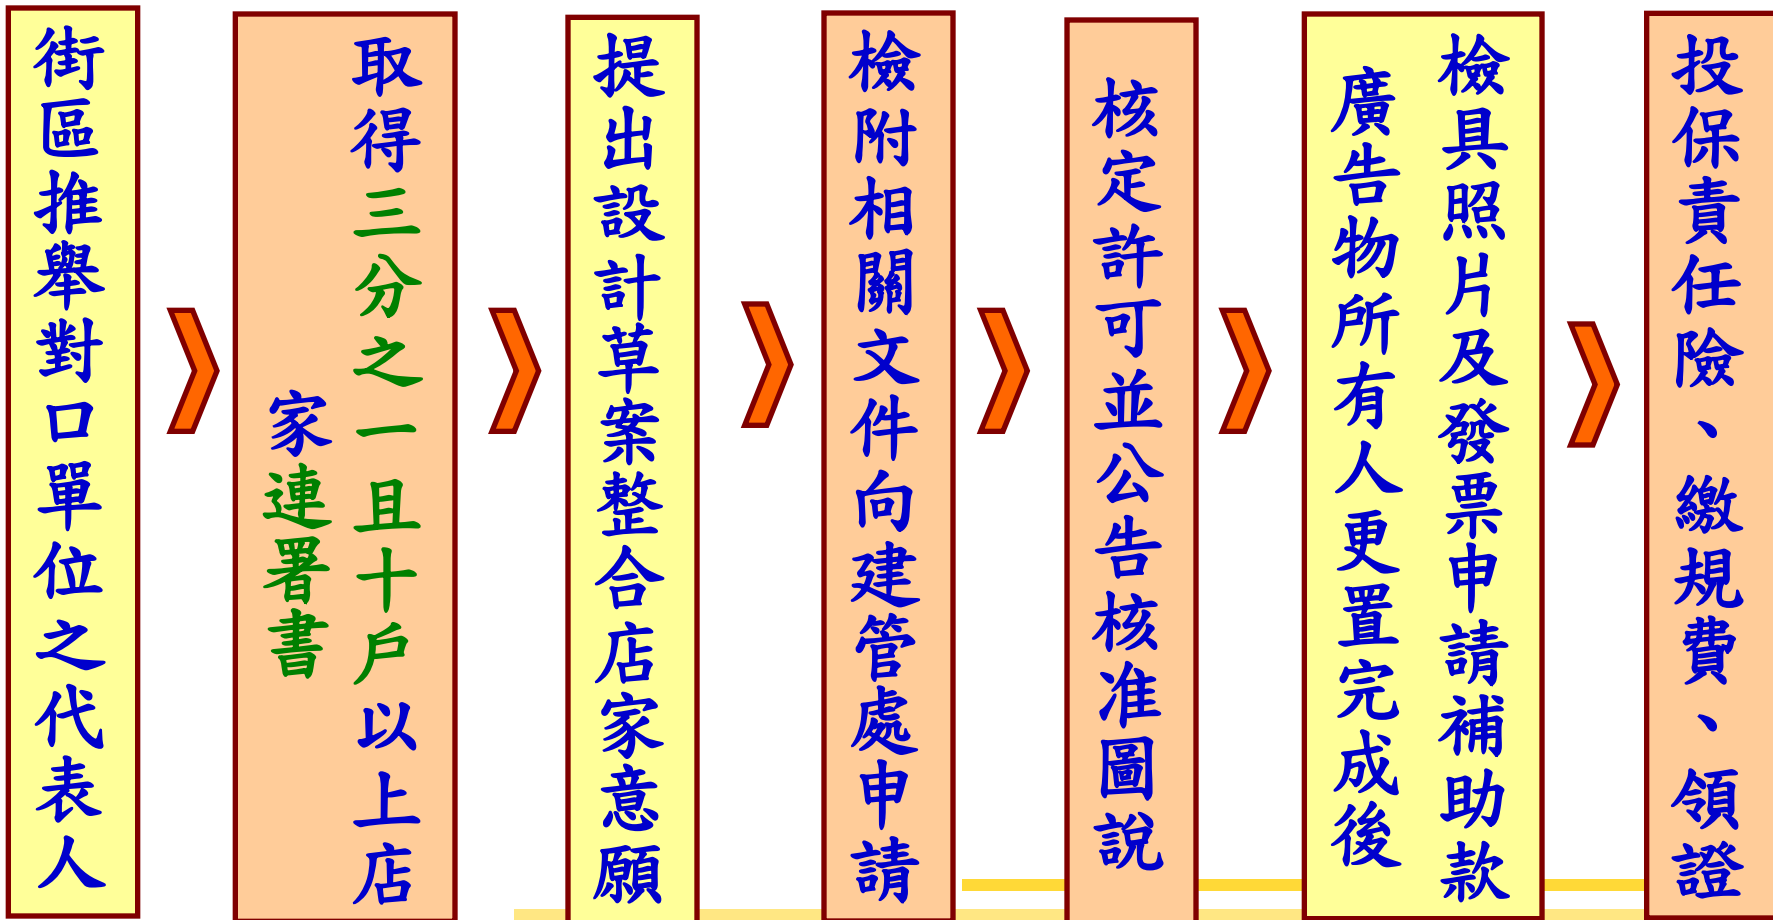 街區推舉對口單位之代表人
取得三分之一且十戶以上店
家連署書
提出設計草案整合店家意願
檢附相關文件向建管處申請
核定許可並公告核准圖說
廣告物所有人更置完成後
檢具照片及發票申請補助款
投保責任險、繳規費、領證